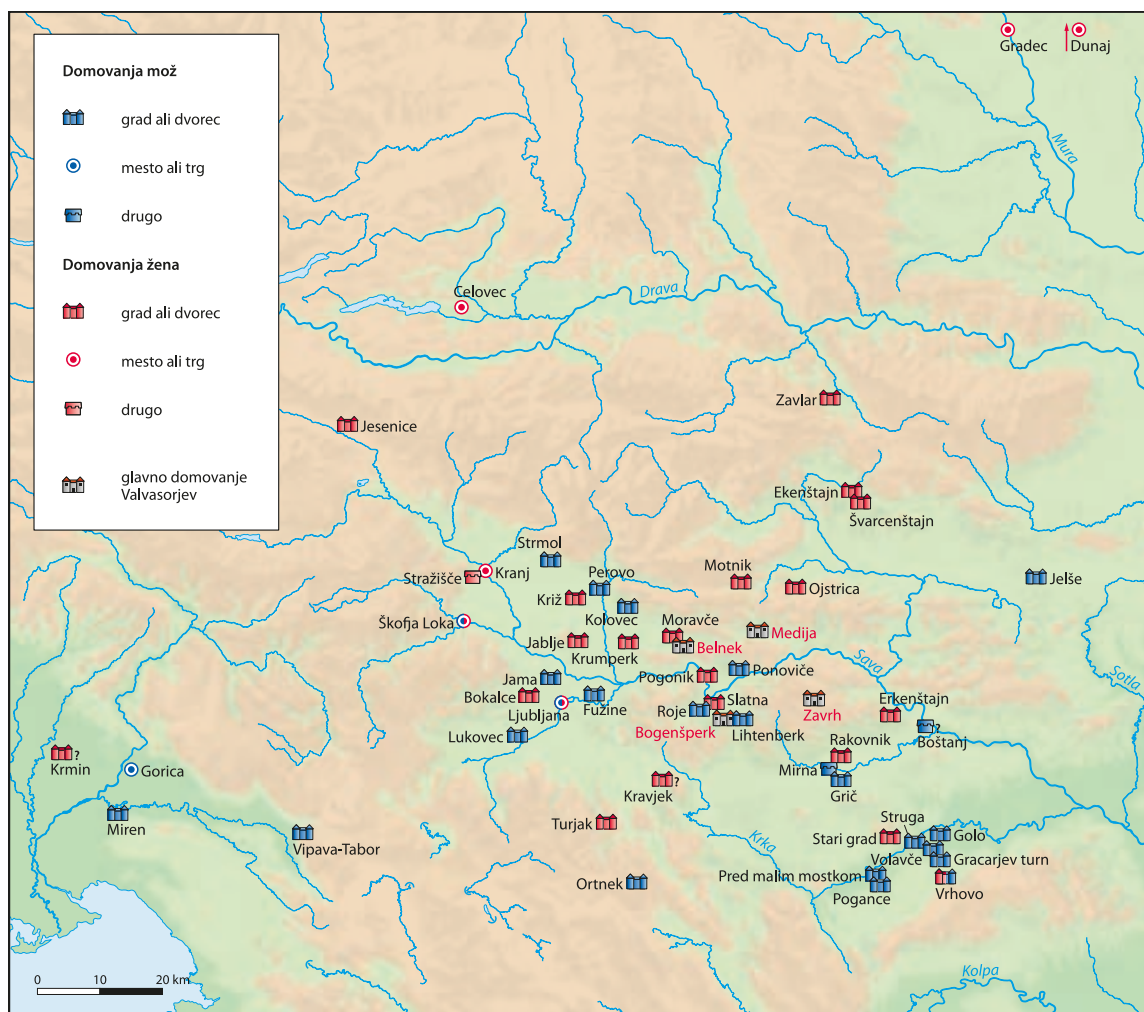 Domovanja mož
grad ali dvorec
mesto ali trg
drugo
Domovanja žena
grad ali dvorec
mesto ali trg
drugo
glavno domovanje
Valvasorjev
Gradec
Dunaj
Mura
Celovec
Drava
Zavlar
Jesenice
Ekenštajn
Švarcenštajn
Strmol
Stražišče
Kranj
Perovo
Motnik
Ojstrica
Jelše
Križ
Kolovec
Škofja Loka
Moravče
Medija
Jablje
Krumperk
Belnek
Sava
Sotla
Jama
Pogonik
Ponoviče
Bokalce
Ljubljana
Fužine
Roje
Slatna
Zavrh
Erkenštajn
Lukovec
Bogenšperk
Lihtenberk
?
Boštanj
Krmin
?
Gorica
Rakovnik
Mirna
Grič
Kravjek
?
Miren
Vipava-Tabor
Turjak
Krka
Struga
Stari grad
Golo
Volavče
Gracarjev turn
Ortnek
Pred malim mostkom
Pogance
Vrhovo
Kolpa
0
10
20 km